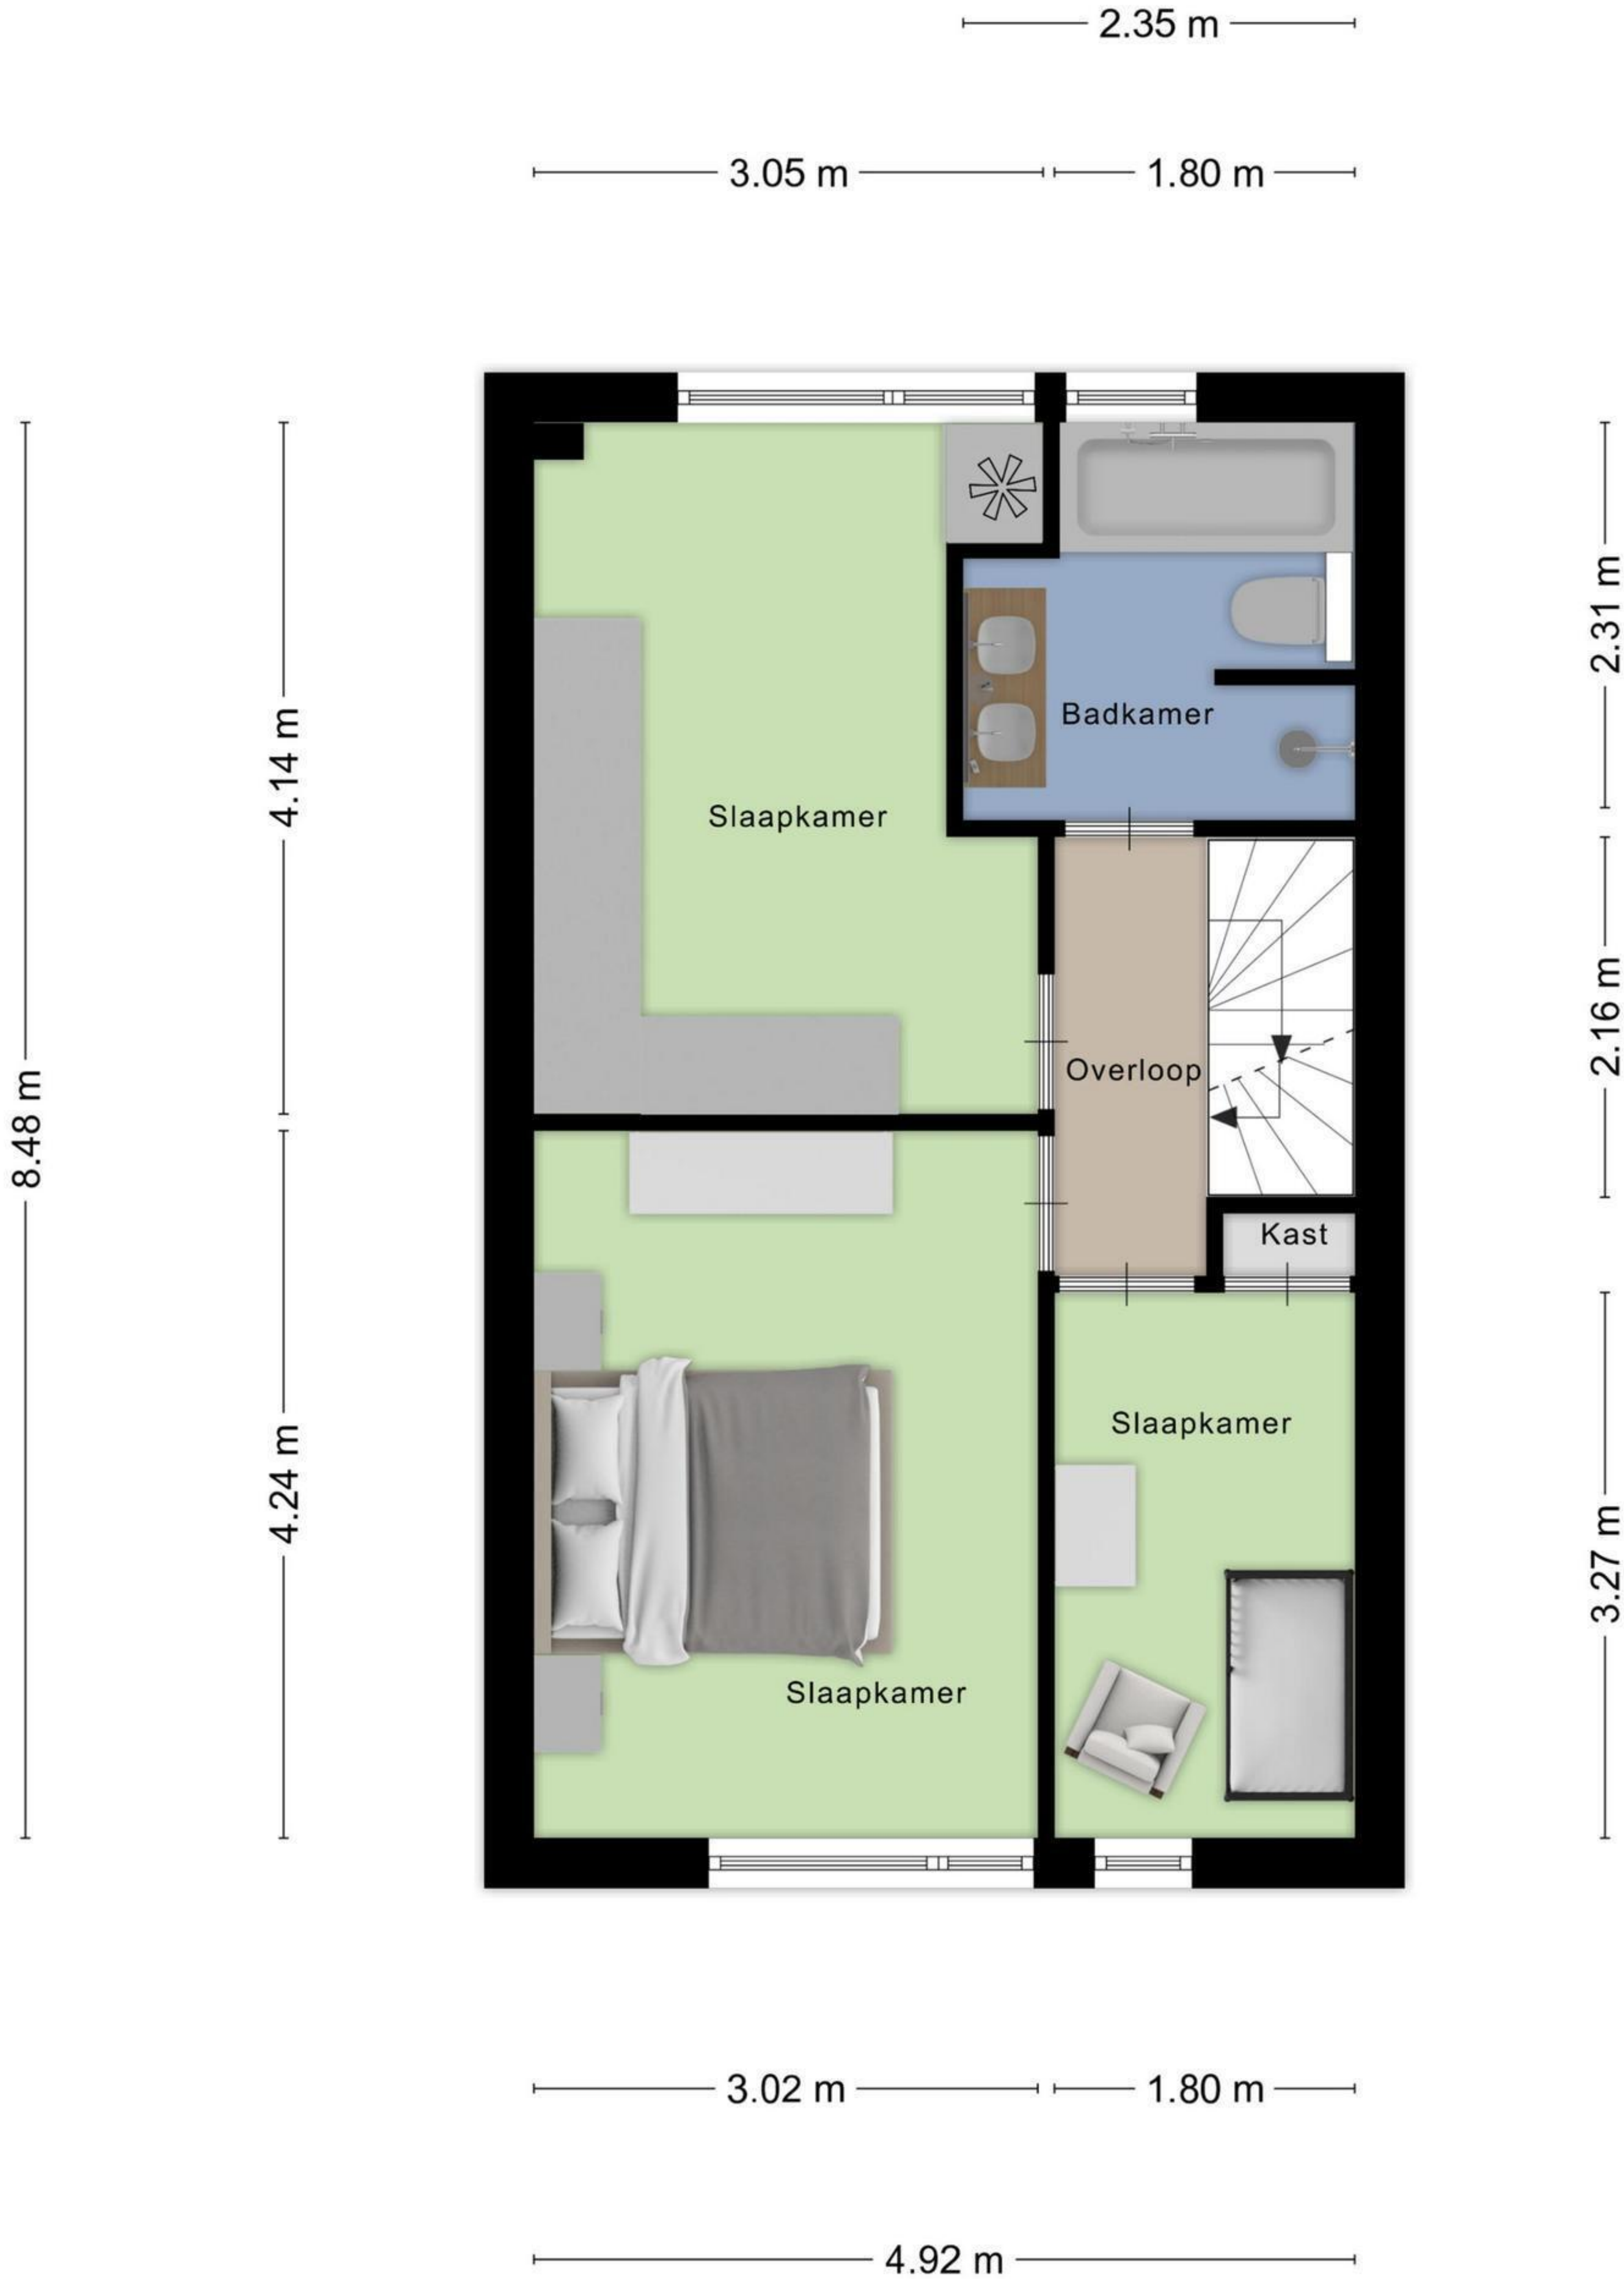 2.35 m
3.05 m
1.80 m
2.31 m
4.14 m
Badkamer
Slaapkamer
2.16 m
Overloop
8.48 m
Kast
Slaapkamer
4.24 m
3.27 m
Slaapkamer
3.02 m
1.80 m
4.92 m